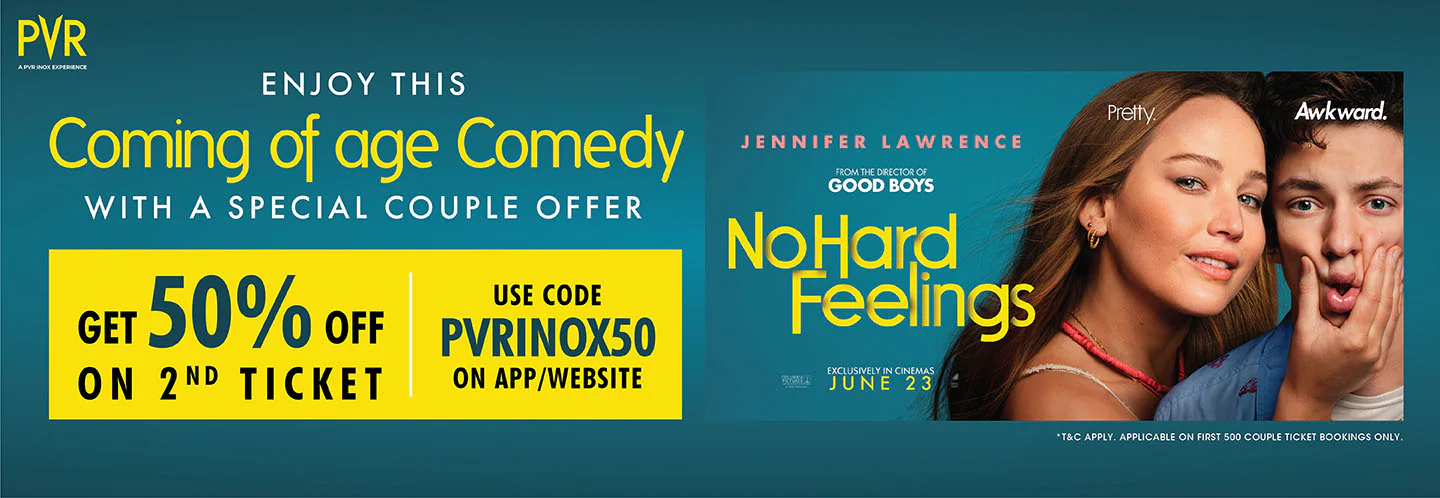 PVR
A PVR INOX EXPERIENCE
ENJOY THIS
Coming of age Comedy
WITH A SPECIAL COUPLE OFFER
GET 50% OFF
ON 2ND TICKET
USE CODE
PVRINOX50
ON APP/WEBSITE
Pretty.
Awkward.
JENNIFER LAWRENCE
FROM THE DIRECTOR OF
GOOD BOYS
No Hard
Feelings
EXCLUSIVELY IN CINEMAS
JUNE 23
COLUMBIA
PICTURES
*T&C APPLY. APPLICABLE ON FIRST 500 COUPLE TICKET BOOKINGS ONLY.